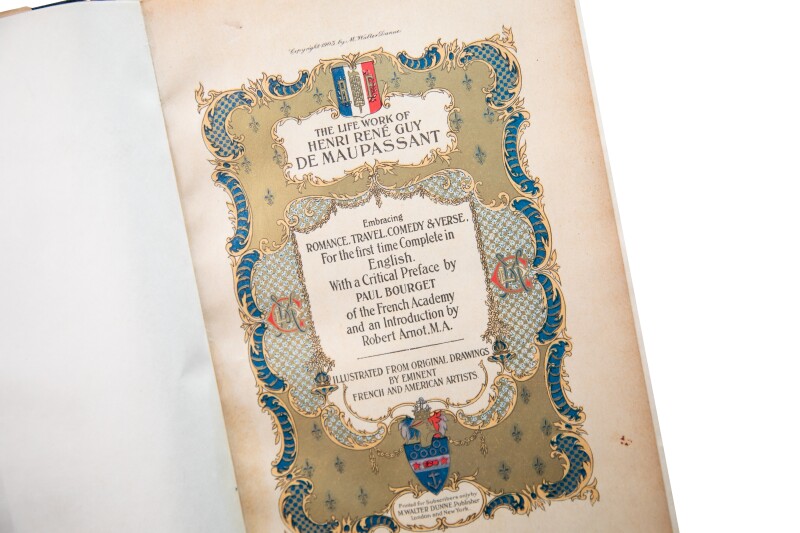 Copyright 1903 by M. Walter Dunne.
THE LIFE WORK OF
HENRI RENÉ GUY
DE MAUPASSANT
Embracing
ROMANCE, TRAVEL, COMEDY & VERSE,
For the first time Complete in
English.
With a Critical Preface by
PAUL BOURGET
of the French Academy
and an Introduction by
Robert Arnot, M.A.
ILLUSTRATED FROM ORIGINAL DRAWINGS
BY EMINENT
FRENCH AND AMERICAN ARTISTS
Printed for Subscribers only by
M. WALTER DUNNE, Publisher
London and New York.